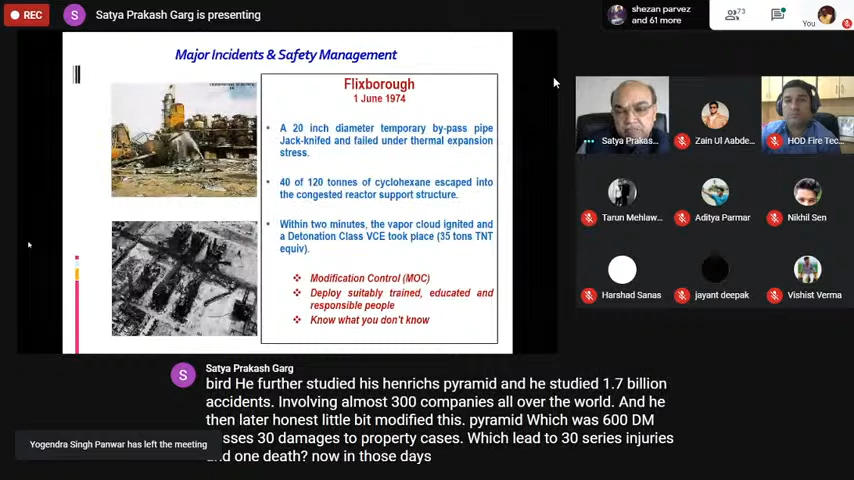 REC
S
Satya Prakash Garg is presenting
shezan parvez
and 61 more
73
You
Major Incidents & Safety Management
Flixborough
1 June 1974
A 20 inch diameter temporary by-pass pipe
Jack-knifed and failed under thermal expansion
stress.
40 of 120 tonnes of cyclohexane escaped into
the congested reactor support structure.
Within two minutes, the vapor cloud ignited and
a Detonation Class VCE took place (35 tons TNT
equiv).
Modification Control (MOC)
Deploy suitably trained, educated and
responsible people
Know what you don't know
Satya Prakas...
Zain Ul Aabde...
HOD Fire Tec...
Tarun Mehlaw...
Aditya Parmar
Nikhil Sen
Harshad Sanas
jayant deepak
Vishist Verma
S
Satya Prakash Garg
bird He further studied his henrichs pyramid and he studied 1.7 billion
accidents. Involving almost 300 companies all over the world. And he
then later honest little bit modified this. pyramid Which was 600 DM
sses 30 damages to property cases. Which lead to 30 series injuries
and one death? now in those days
Yogendra Singh Panwar has left the meeting